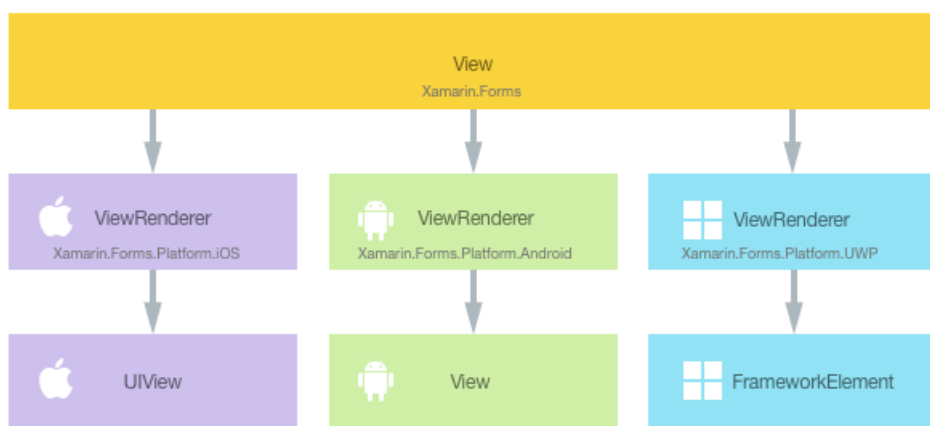 View
Xamarin.Forms
ViewRenderer
Xamarin.Forms.Platform.iOS
ViewRenderer
Xamarin.Forms.Platform.Android
ViewRenderer
Xamarin.Forms.Platform.UWP
UIView
View
FrameworkElement